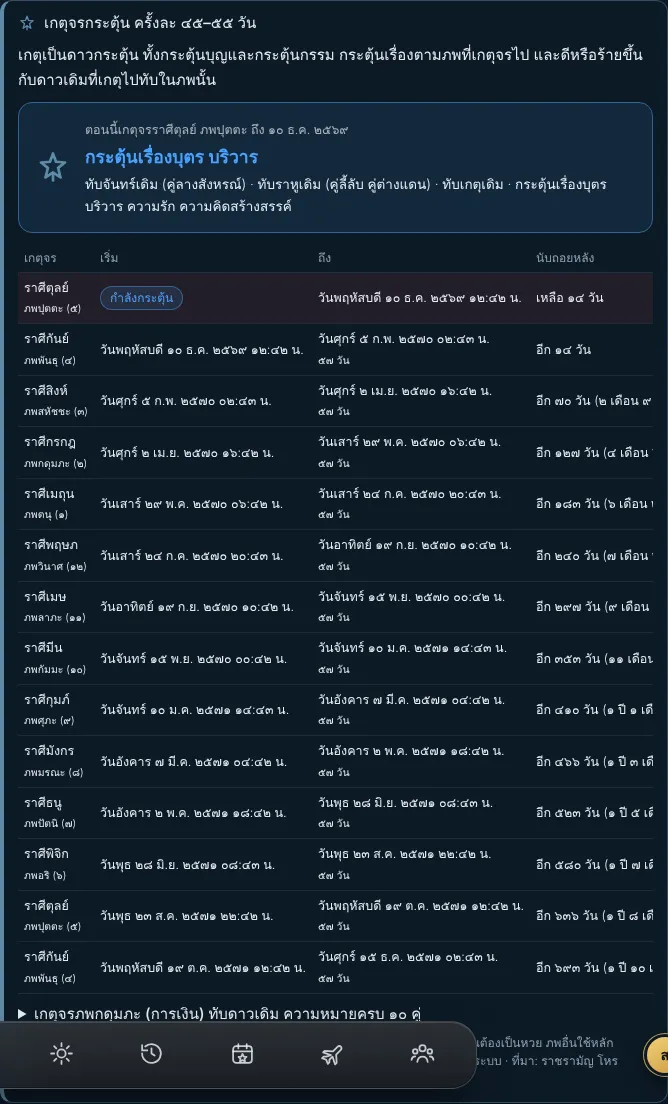 เกตุจรกระตุ้น ครั้งละ ๔๕–๕๕ วัน
เกตุเป็นดาวกระตุ้น ทั้งกระตุ้นบุญและกระตุ้นกรรม กระตุ้นเรื่องตามภพที่เกตุจรไป และดีหรือร้ายขึ้น
กับดาวเดิมที่เกตุไปทับในภพนั้น
ตอนนี้เกตุจรราศีตุลย์ ภพปุตตะ ถึง ๑๐ ธ.ค. ๒๕๖๙
กระตุ้นเรื่องบุตร บริวาร
ทับจันทร์เดิม (คู่ลางสังหรณ์) · ทับราหูเดิม (คู่ลี้ลับ คู่ต่างแดน) · ทับเกตุเดิม · กระตุ้นเรื่องบุตร
บริวาร ความรัก ความคิดสร้างสรรค์
เกตุจร เริ่ม ถึง นับถอยหลัง
ราศีตุลย์
ภพปุตตะ (๕) กำลังกระตุ้น วันพฤหัสบดี ๑๐ ธ.ค. ๒๕๖๙ ๑๒:๔๒ น. เหลือ ๑๔ วัน
ราศีกันย์ วันศุกร์ ๕ ก.พ. ๒๕๗๐ ๐๒:๔๓ น.
ภพพันธุ (๔) วันพฤหัสบดี ๑๐ ธ.ค. ๒๕๖๙ ๑๒:๔๒ น. ๕๗ วัน อีก ๑๔ วัน
ราศีสิงห์ วันศุกร์ ๒ เม.ย. ๒๕๗๐ ๑๖:๔๒ น.
ภพสหัชชะ (๓) วันศุกร์ ๕ ก.พ. ๒๕๗๐ ๐๒:๔๓ น. ๕๗ วัน อีก ๗๐ วัน (๒ เดือน ๙
ราศีกรกฎ วันเสาร์ ๒๙ พ.ค. ๒๕๗๐ ๐๖:๔๒ น.
ภพกดุมภะ (๒) วันศุกร์ ๒ เม.ย. ๒๕๗๐ ๑๖:๔๒ น. ๕๗ วัน อีก ๑๒๗ วัน (๔ เดือน
ราศีเมถุน วันเสาร์ ๒๔ ก.ค. ๒๕๗๐ ๒๐:๔๓ น.
ภพตนุ (๑) วันเสาร์ ๒๙ พ.ค. ๒๕๗๐ ๐๖:๔๒ น. ๕๗ วัน อีก ๑๘๓ วัน (๖ เดือน
ราศีพฤษภ วันอาทิตย์ ๑๙ ก.ย. ๒๕๗๐ ๑๐:๔๒ น.
ภพวินาศ (๑๒) วันเสาร์ ๒๔ ก.ค. ๒๕๗๐ ๒๐:๔๓ น. ๕๗ วัน อีก ๒๔๐ วัน (๗ เดือน
ราศีเมษ วันจันทร์ ๑๕ พ.ย. ๒๕๗๐ ๐๐:๔๒ น.
ภพลาภะ (๑๑) วันอาทิตย์ ๑๙ ก.ย. ๒๕๗๐ ๑๐:๔๒ น. ๕๗ วัน อีก ๒๙๗ วัน (๙ เดือน
ราศีมีน วันจันทร์ ๑๐ ม.ค. ๒๕๗๑ ๑๔:๔๓ น.
ภพกัมมะ (๑๐) วันจันทร์ ๑๕ พ.ย. ๒๕๗๐ ๐๐:๔๒ น. ๕๗ วัน อีก ๓๕๓ วัน (๑๑ เดือน
ราศีกุมภ์ วันอังคาร ๗ มี.ค. ๒๕๗๑ ๐๔:๔๒ น.
ภพศุภะ (๙) วันจันทร์ ๑๐ ม.ค. ๒๕๗๑ ๑๔:๔๓ น. ๕๗ วัน อีก ๔๑๐ วัน (๑ ปี ๑
ราศีมังกร วันอังคาร ๒ พ.ค. ๒๕๗๑ ๑๘:๔๒ น.
ภพมรณะ (๘) วันอังคาร ๗ มี.ค. ๒๕๗๑ ๐๔:๔๒ น. ๕๗ วัน อีก ๔๖๖ วัน (๑ ปี ๓
ราศีธนู วันพุธ ๒๘ มิ.ย. ๒๕๗๑ ๐๘:๔๓ น.
ภพปัตนิ (๗) วันอังคาร ๒ พ.ค. ๒๕๗๑ ๑๘:๔๒ น. ๕๗ วัน อีก ๕๒๓ วัน (๑ ปี ๕
ราศีพิจิก วันพุธ ๒๓ ส.ค. ๒๕๗๑ ๒๒:๔๒ น.
ภพอริ (๖) วันพุธ ๒๘ มิ.ย. ๒๕๗๑ ๐๘:๔๓ น. ๕๗ วัน อีก ๕๘๐ วัน (๑ ปี ๗
ราศีตุลย์ วันพฤหัสบดี ๑๙ ต.ค. ๒๕๗๑ ๑๒:๔๒ น.
ภพปุตตะ (๕) วันพุธ ๒๓ ส.ค. ๒๕๗๑ ๒๒:๔๒ น. ๕๗ วัน อีก ๖๓๖ วัน (๑ ปี ๘
ราศีกันย์ วันศุกร์ ๑๕ ธ.ค. ๒๕๗๑ ๐๒:๔๓ น.
ภพพันธุ (๔) วันพฤหัสบดี ๑๙ ต.ค. ๒๕๗๑ ๑๒:๔๒ น. ๕๗ วัน อีก ๖๙๓ วัน (๑ ปี ๑๐
เกตุจรภพกดุมภะ (การเงิน) ทับดาวเดิม ความหมายครบ ๑๐ คู่
ต้องเป็นหวย ภพอื่นใช้หลัก
ระบบ · ที่มา: ราชรามัญ โหร